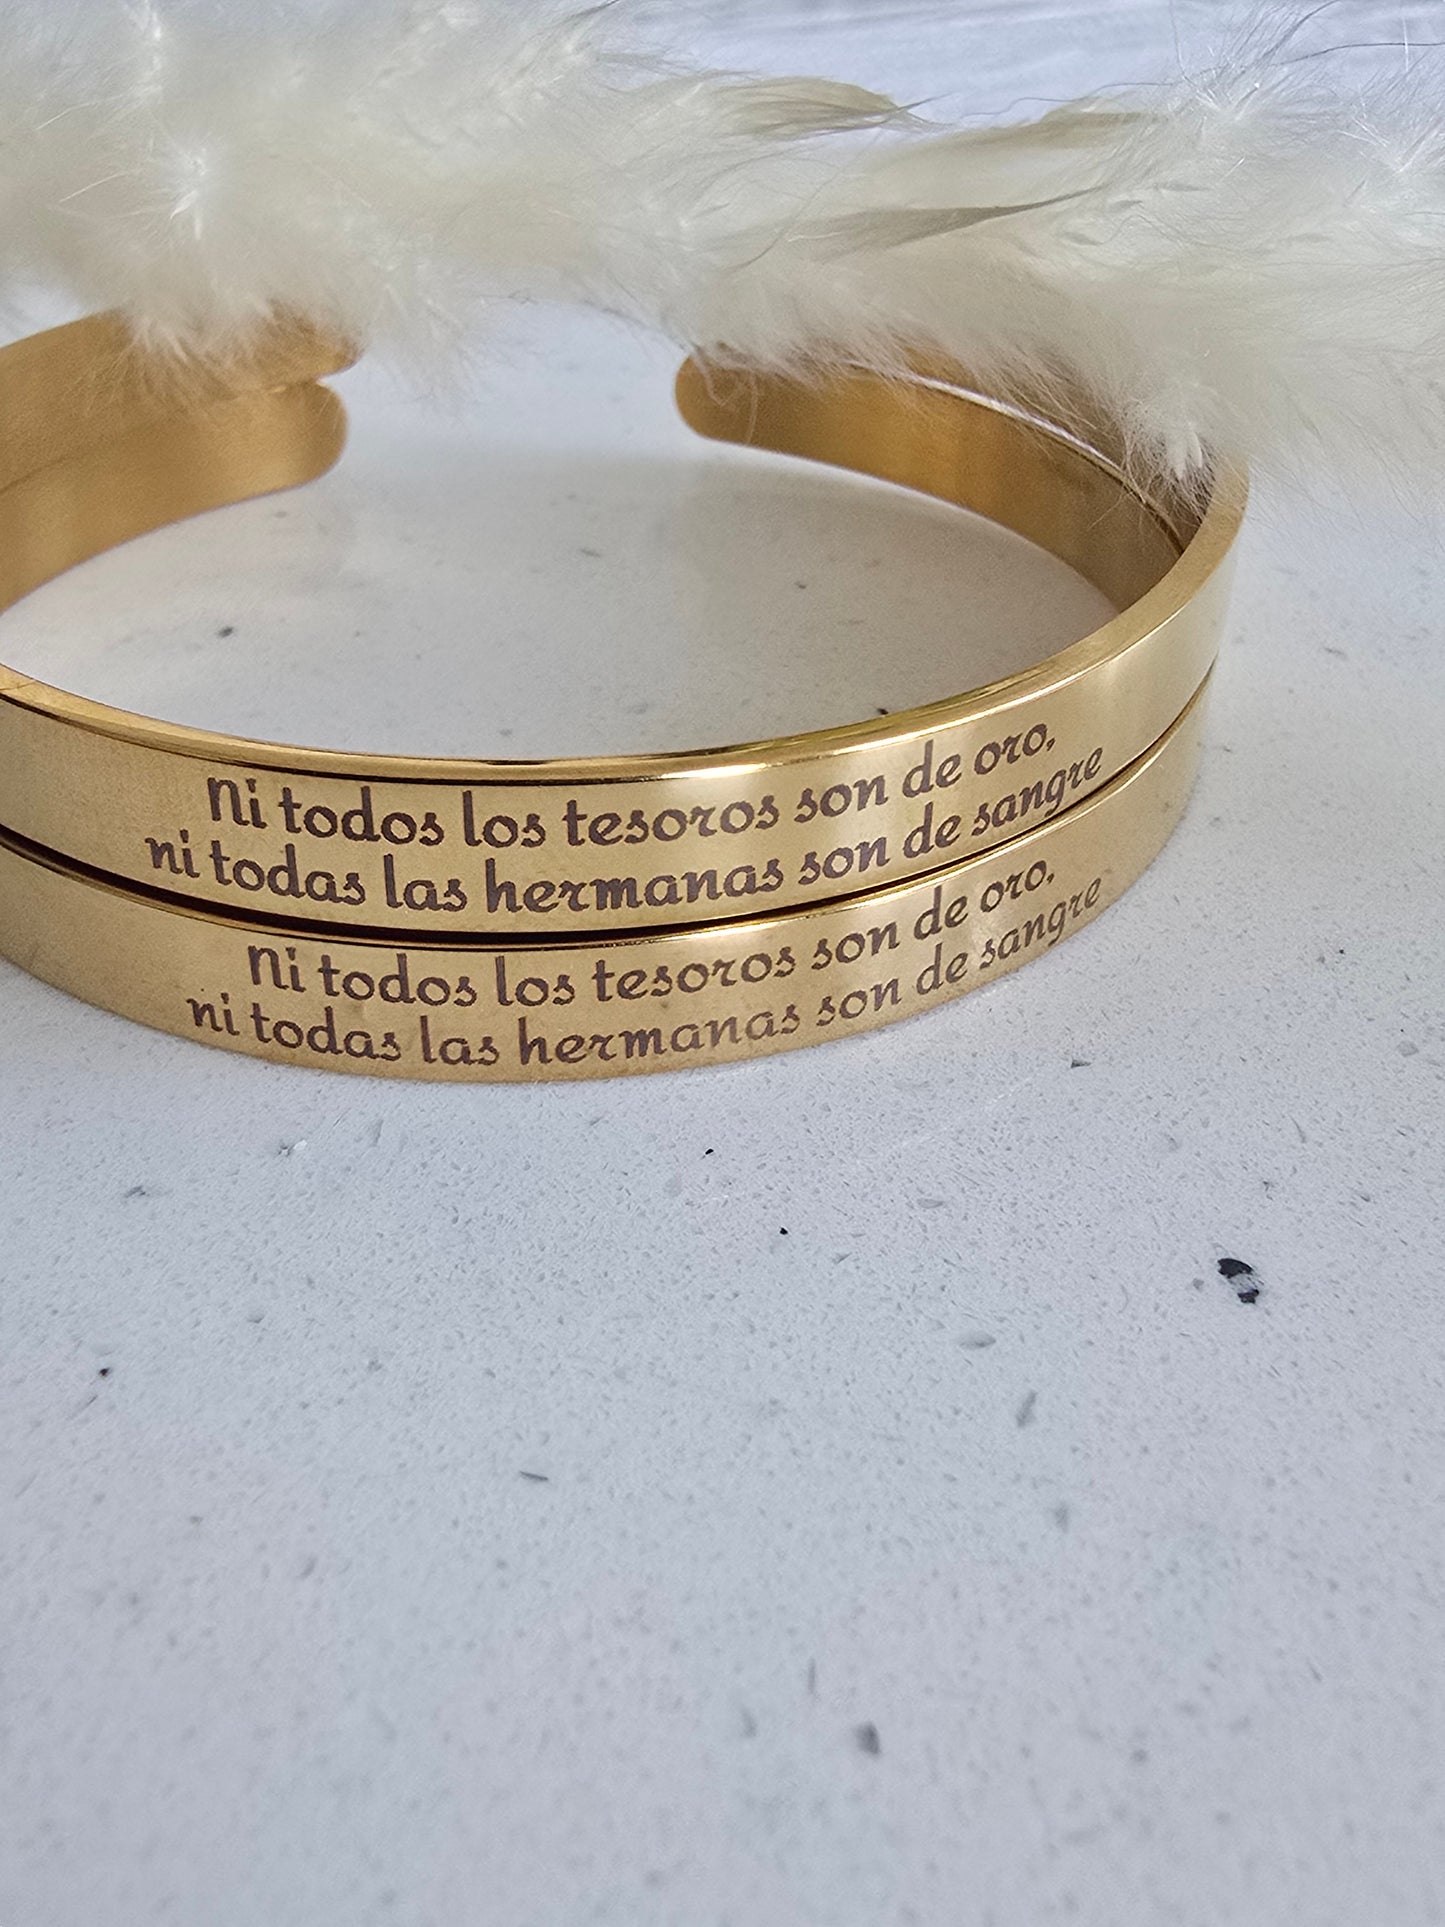 Ni todos los tesoros son de oro,
ni todas las hermanas son de sangre
Ni todos los tesoros son de oro,
ni todas las hermanas son de sangre